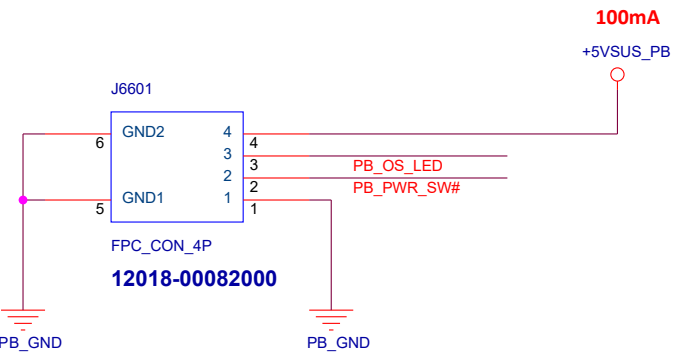 100mA
+5VSUS_PB
J6601
6 GND2 4 4
3 3 PB_OS_LED
2 2 PB_PWR_SW#
5 GND1 1 1
FPC_CON_4P
12018-00082000
PB_GND PB_GND